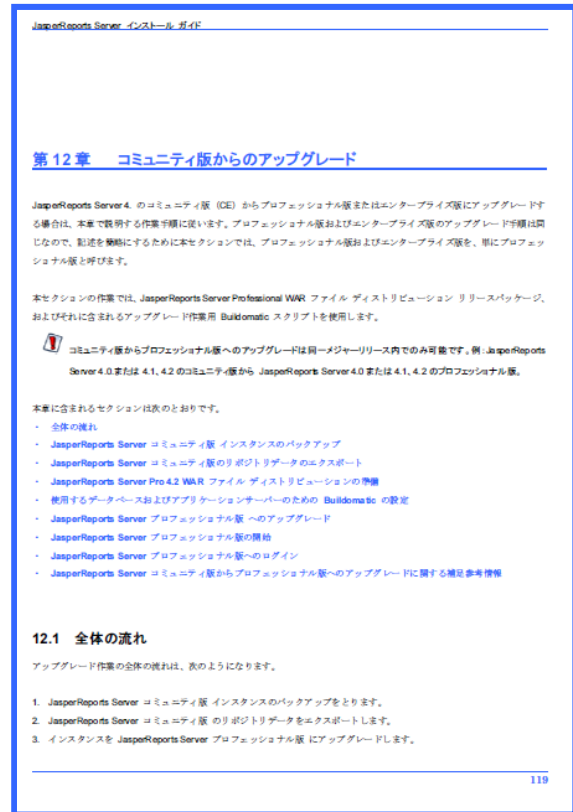 JasperReports Server インストール ガイド
第 12 章 コミュニティ版からのアップグレード
JasperReports Server 4. のコミュニティ版（CE）からプロフェッショナル版またはエンタープライズ版にアップグレードす
る場合は、本章で説明する作業手順に従います。プロフェッショナル版およびエンタープライズ版のアップグレード手順は同
じなので、記述を簡略にするために本セクションでは、プロフェッショナル版およびエンタープライズ版を、単にプロフェッ
ショナル版と呼びます。
本セクションの作業では、JasperReports Server Professional WAR ファイル ディストリビューション リリースパッケージ、
およびそれに含まれるアップグレード作業用 Buildomatic スクリプトを使用します。
コミュニティ版からプロフェッショナル版へのアップグレードは同一メジャーリリース内でのみ可能です。例：JasperReports
Server 4.0.または 4.1、4.2 のコミュニティ版から JasperReports Server 4.0 または 4.1、4.2 のプロフェッショナル版。
本章に含まれるセクションは次のとおりです。
・ 全体の流れ
・ JasperReports Server コミュニティ版 インスタンスのバックアップ
・ JasperReports Server コミュニティ版のリポジトリデータのエクスポート
・ JasperReports Server Pro 4.2 WAR ファイル ディストリビューションの準備
・ 使用するデータベースおよびアプリケーションサーバーのための Buildomatic の設定
・ JasperReports Server プロフェッショナル版 へのアップグレード
・ JasperReports Server プロフェッショナル版の開始
・ JasperReports Server プロフェッショナル版へのログイン
・ JasperReports Server コミュニティ版からプロフェッショナル版へのアップグレードに関する補足参考情報
12.1 全体の流れ
アップグレード作業の全体の流れは、次のようになります。
1. JasperReports Server コミュニティ版 インスタンスのバックアップをとります。
2. JasperReports Server コミュニティ版 のリポジトリデータをエクスポートします。
3. インスタンスを JasperReports Server プロフェッショナル版 にアップグレードします。
119